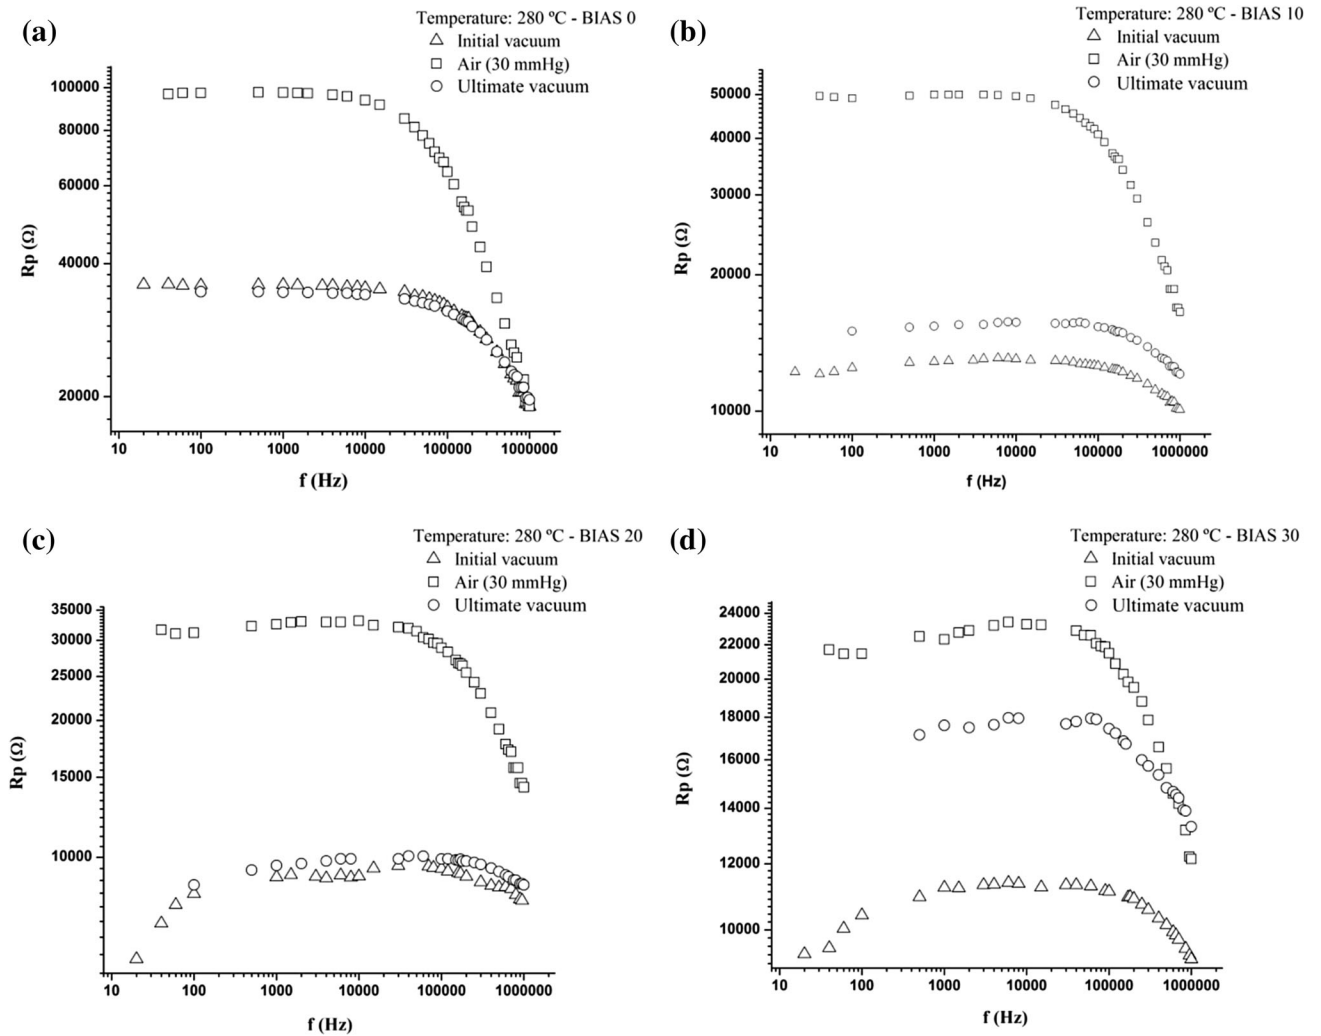 (a)
Temperature: 280 ºC - BIAS 0
Initial vacuum
Air (30 mmHg)
Ultimate vacuum
100000
80000
60000
40000
20000
Rp (Ω)
10 100 1000 10000 100000 1000000
f (Hz)
(b)
Temperature: 280 ºC - BIAS 10
Initial vacuum
Air (30 mmHg)
Ultimate vacuum
50000
40000
30000
20000
10000
Rp (Ω)
10 100 1000 10000 100000 1000000
f (Hz)
(c)
Temperature: 280 ºC - BIAS 20
Initial vacuum
Air (30 mmHg)
Ultimate vacuum
35000
30000
25000
20000
15000
10000
Rp (Ω)
10 100 1000 10000 100000 1000000
f (Hz)
(d)
Temperature: 280 ºC - BIAS 30
Initial vacuum
Air (30 mmHg)
Ultimate vacuum
24000
22000
20000
18000
16000
14000
12000
10000
Rp (Ω)
10 100 1000 10000 100000 1000000
f (Hz)